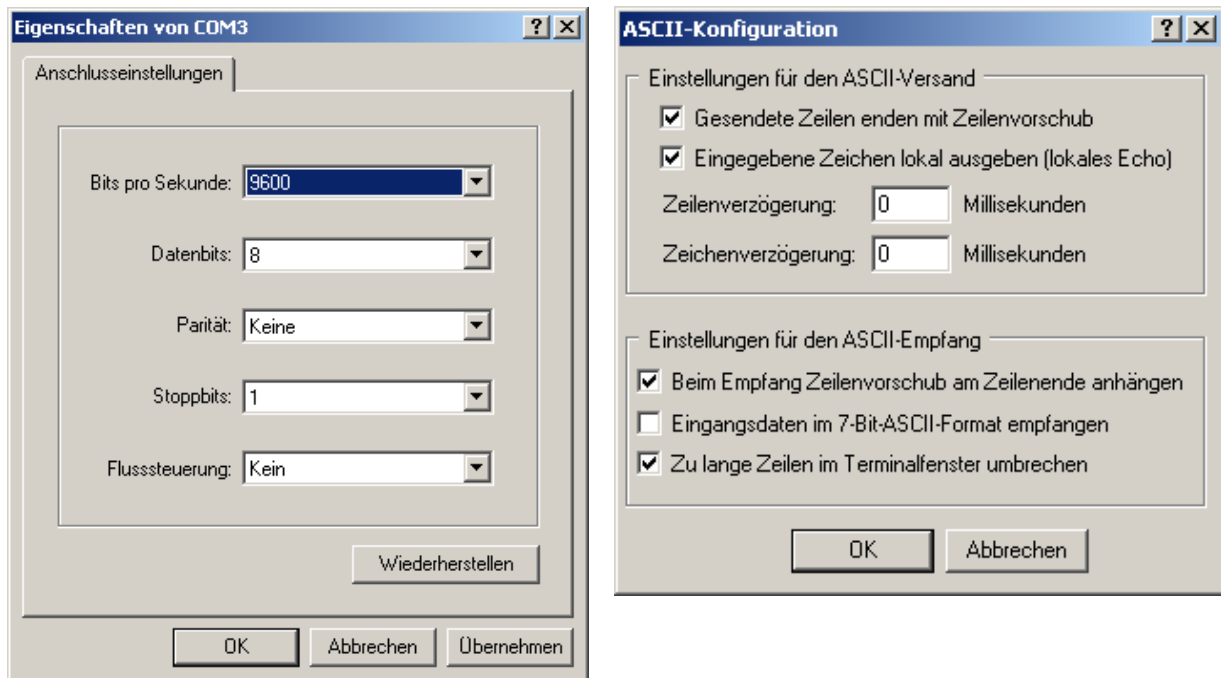 Eigenschaften von COM3
Anschlusseinstellungen
Bits pro Sekunde: 9600
Datenbits: 8
Parität: Keine
Stoppbits: 1
Flusssteuerung: Kein
Wiederherstellen
OK Abbrechen Übernehmen
ASCII-Konfiguration
Einstellungen für den ASCII-Versand
Gesendete Zeilen enden mit Zeilenvorschub
Eingegebene Zeichen lokal ausgeben (lokales Echo)
Zeilenverzögerung: 0 Millisekunden
Zeichenverzögerung: 0 Millisekunden
Einstellungen für den ASCII-Empfang
Beim Empfang Zeilenvorschub am Zeilenende anhängen
Eingangsdaten im 7-Bit-ASCII-Format empfangen
Zu lange Zeilen im Terminalfenster umbrechen
OK Abbrechen